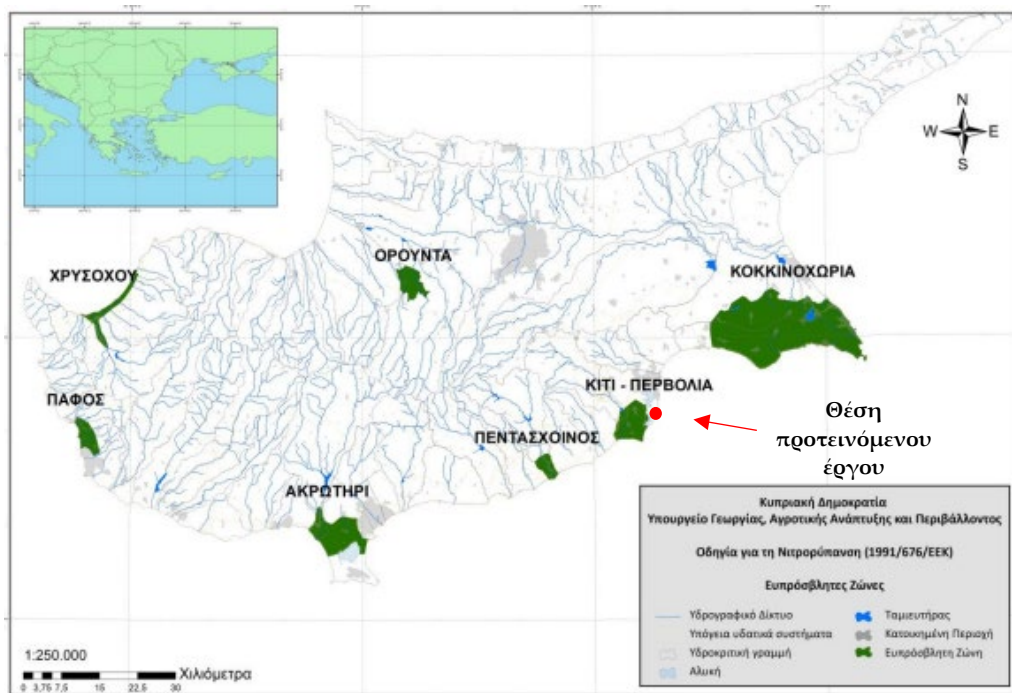 N
W E
S
ΟΡΟΥΝΤΑ
ΧΡΥΣΟΧΟΥ
ΚΟΚΚΙΝΟΧΩΡΙΑ
ΚΙΤΙ - ΠΕΡΒΟΛΙΑ
ΠΑΦΟΣ
Θέση
προτεινόμενου
έργου
ΠΕΝΤΑΣΧΟΙΝΟΣ
ΑΚΡΩΤΗΡΙ
Κυπριακή Δημοκρατία
Υπουργείο Γεωργίας, Αγροτικής Ανάπτυξης και Περιβάλλοντος
Οδηγία για τη Νιτρορύπανση (1991/676/ΕΕΚ)
Ευπρόσβλητες Ζώνες
Υδρογραφικό Δίκτυο
Υπόγεια υδατικά συστήματα
Υδροκριτική γραμμή
Αλυκή
Ταμιευτήρας
Κατοικημένη Περιοχή
Ευπρόσβλητη Ζώνη
1:250.000
Χιλιόμετρα
0 3,75 7,5 15 22,5 30